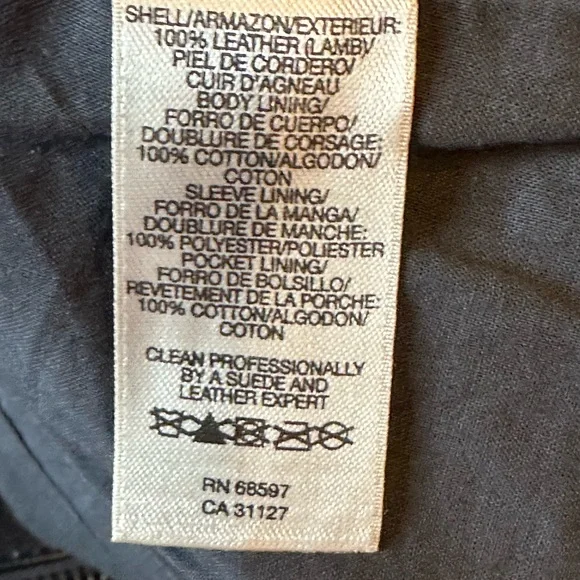 SHELL/ARMAZON/EXTERIEUR:
100% LEATHER (LAMB)/
PIEL DE CORDERO/
CUIR D'AGNEAU
BODY LINING/
FORRO DE CUERPO/
DOUBLURE DE CORSAGE:
100% COTTON/ALGODON/
COTON
SLEEVE LINING/
FORRO DE LA MANGA/
DOUBLURE DE MANCHE:
100% POLYESTER/POLIESTER
POCKET LINING/
FORRO DE BOLSILLO/
REVETEMENT DE LA PORCHE:
100% COTTON/ALGODON/
COTON
CLEAN PROFESSIONALLY
BY A SUEDE AND
LEATHER EXPERT
RN 68597
CA 31127